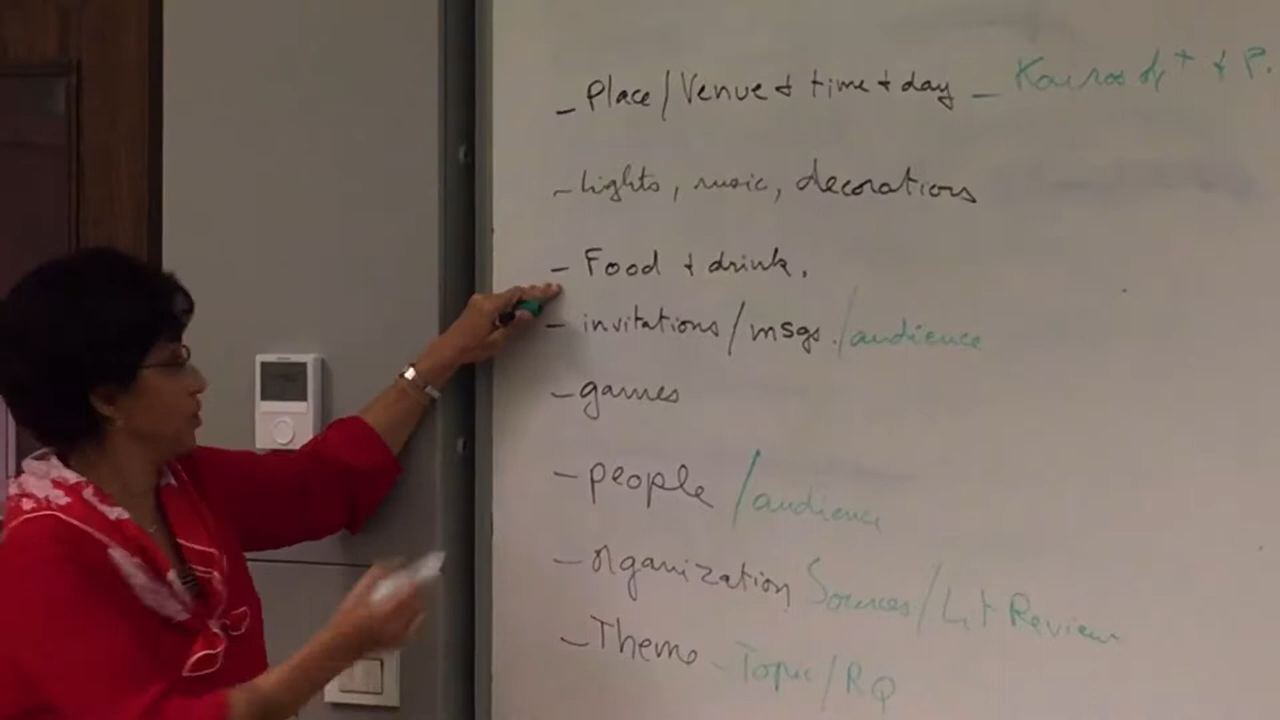 - Place/Venue + time + day - Kairos of t + P.
- Lights, music, decorations
- Food + drink.
- invitations/msgs./audience
- games
- people /audience
- Organization Sources/Lit Review
- Theme - Topic/RQ